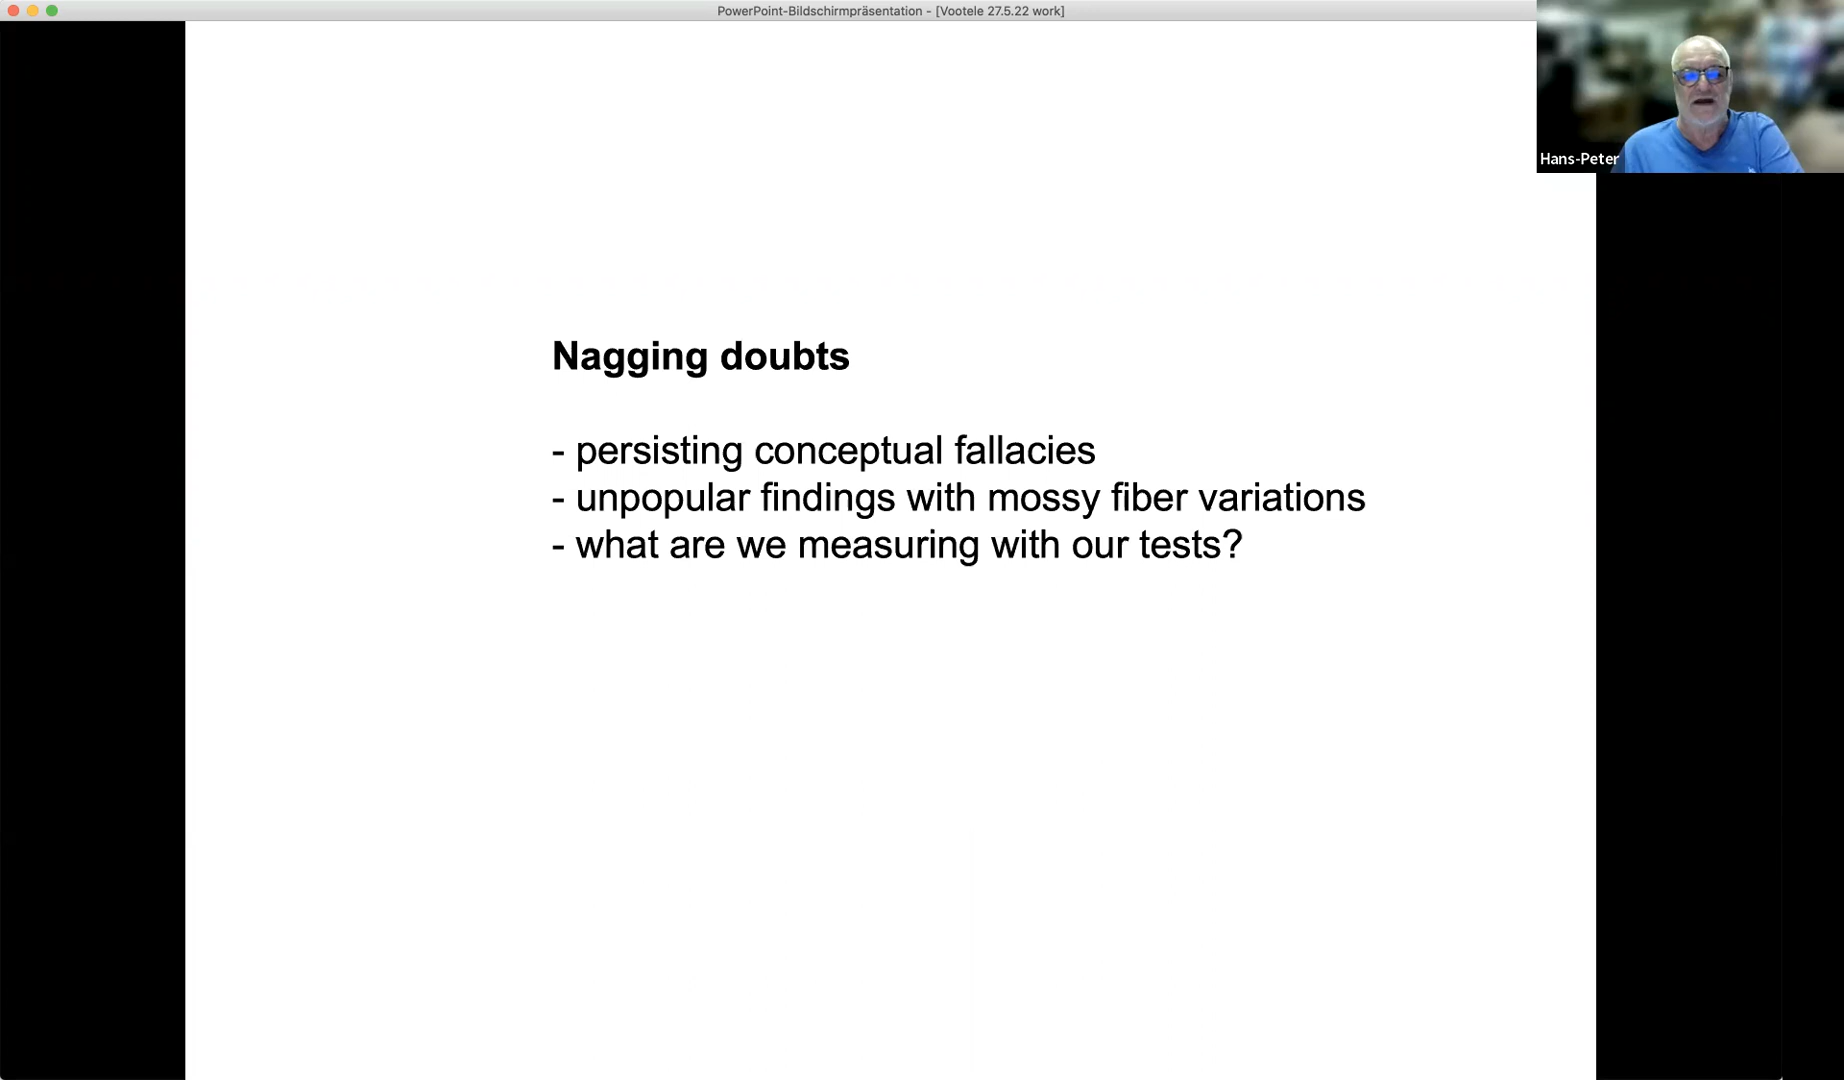 PowerPoint-Bildschirmpräsentation - [Vootele 27.5.22 work]
Hans-Peter
Nagging doubts
- persisting conceptual fallacies
- unpopular findings with mossy fiber variations
- what are we measuring with our tests?